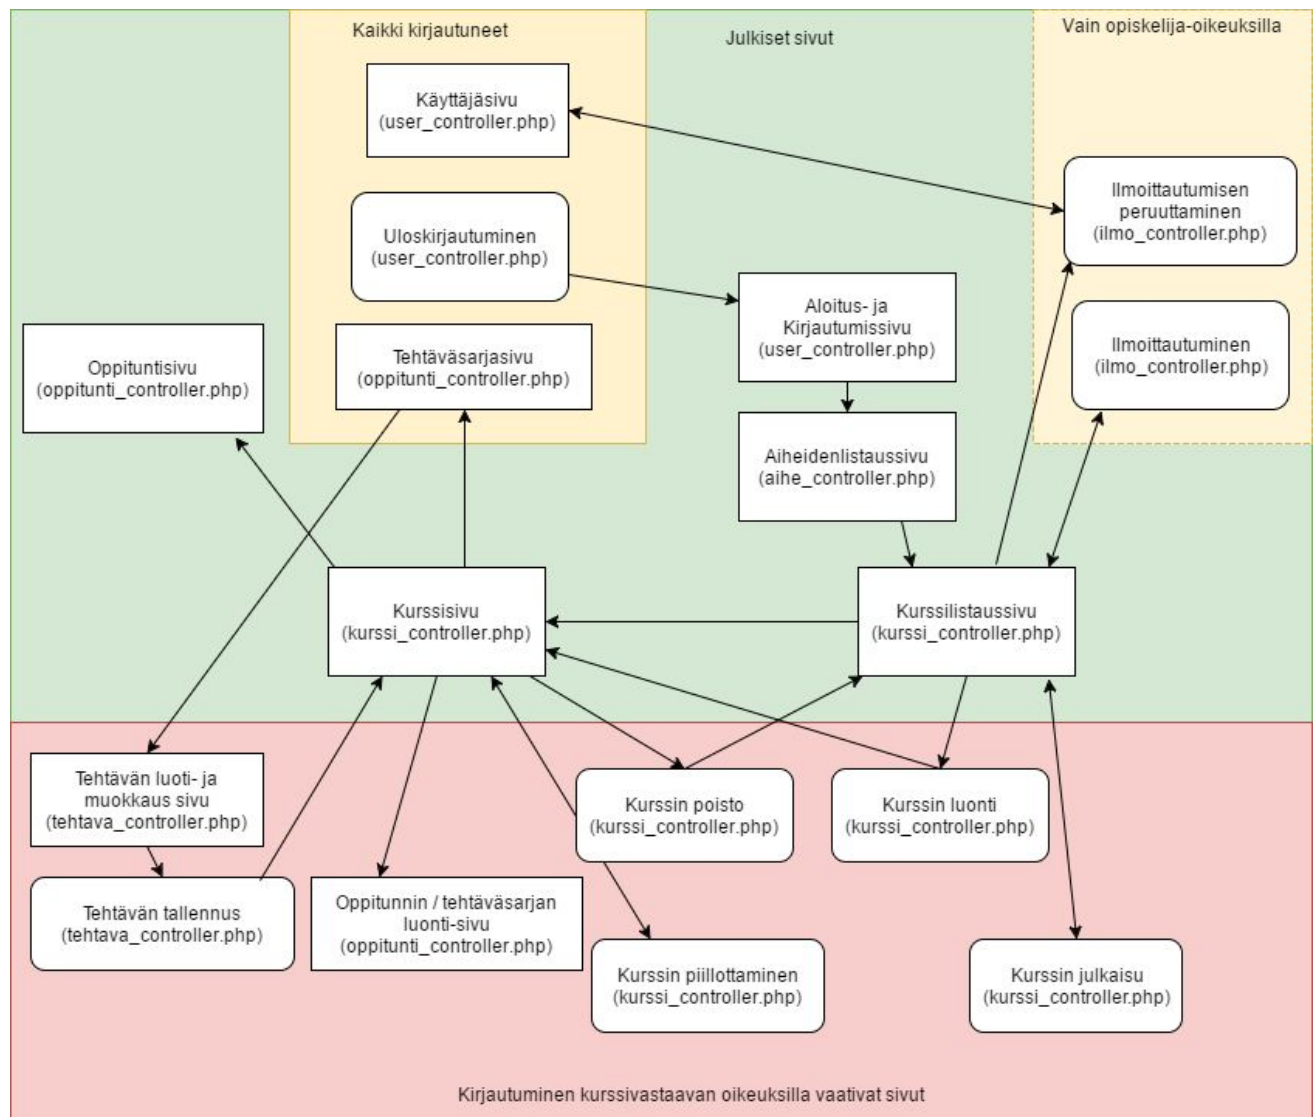 Kaikki kirjautuneet
Julkiset sivut
Vain opiskelija-oikeuksilla
Käyttäjäsivu
(user_controller.php)
Ilmoittautumisen
peruuttaminen
(ilmo_controller.php)
Uloskirjautuminen
(user_controller.php)
Aloitus- ja
Kirjautumissivu
(user_controller.php)
Ilmoittautuminen
(ilmo_controller.php)
Oppituntisivu
(oppitunti_controller.php)
Tehtäväsarjasivu
(oppitunti_controller.php)
Aiheidenlistaussivu
(aihe_controller.php)
Kurssisivu
(kurssi_controller.php)
Kurssilistaussivu
(kurssi_controller.php)
Tehtävän luoti- ja
muokkaus sivu
(tehtava_controller.php)
Kurssin poisto
(kurssi_controller.php)
Kurssin luonti
(kurssi_controller.php)
Tehtävän tallennus
(tehtava_controller.php)
Oppitunnin / tehtäväsarjan
luonti-sivu
(oppitunti_controller.php)
Kurssin piillottaminen
(kurssi_controller.php)
Kurssin julkaisu
(kurssi_controller.php)
Kirjautuminen kurssivastaavan oikeuksilla vaativat sivut